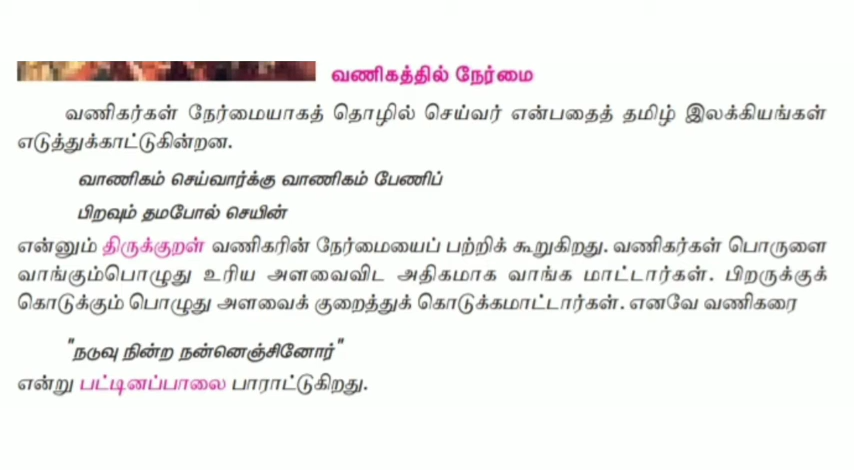 வணிகத்தில் நேர்மை
வணிகர்கள் நேர்மையாகத் தொழில் செய்வர் என்பதைத் தமிழ் இலக்கியங்கள்
எடுத்துக்காட்டுகின்றன.
வாணிகம் செய்வார்க்கு வாணிகம் பேணிப்
பிறவும் தமபோல் செயின்
என்னும் திருக்குறள் வணிகரின் நேர்மையைப் பற்றிக் கூறுகிறது. வணிகர்கள் பொருளை
வாங்கும்பொழுது உரிய அளவைவிட அதிகமாக வாங்க மாட்டார்கள். பிறருக்குக்
கொடுக்கும் பொழுது அளவைக் குறைத்துக் கொடுக்கமாட்டார்கள். எனவே வணிகரை
"நடுவு நின்ற நன்னெஞ்சினோர்"
என்று பட்டினப்பாலை பாராட்டுகிறது.